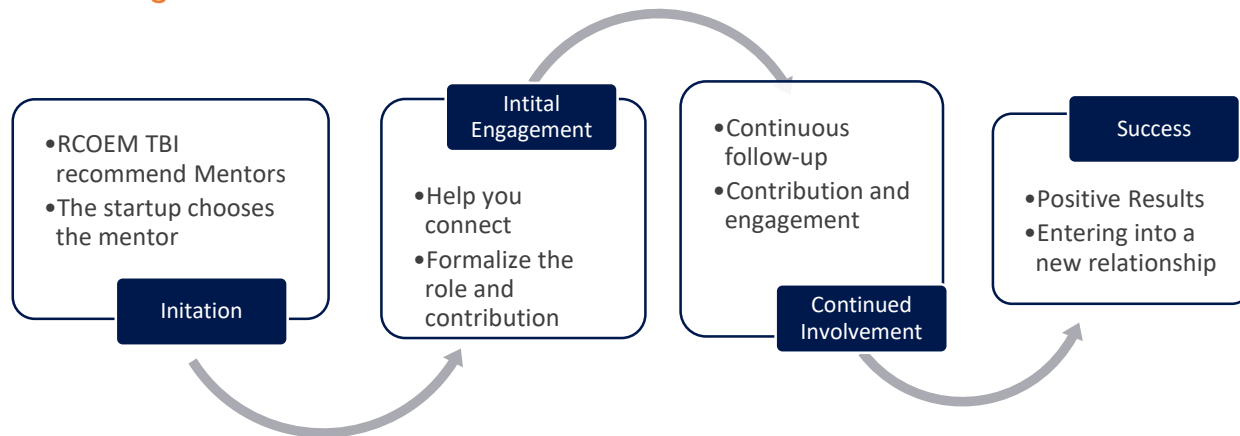 •RCOEM TBI
recommend Mentors
•The startup chooses
the mentor
Initation
Intital
Engagement
•Help you
connect
•Formalize the
role and
contribution
•Continuous
follow-up
•Contribution and
engagement
Continued
Involvement
Success
•Positive Results
•Entering into a
new relationship